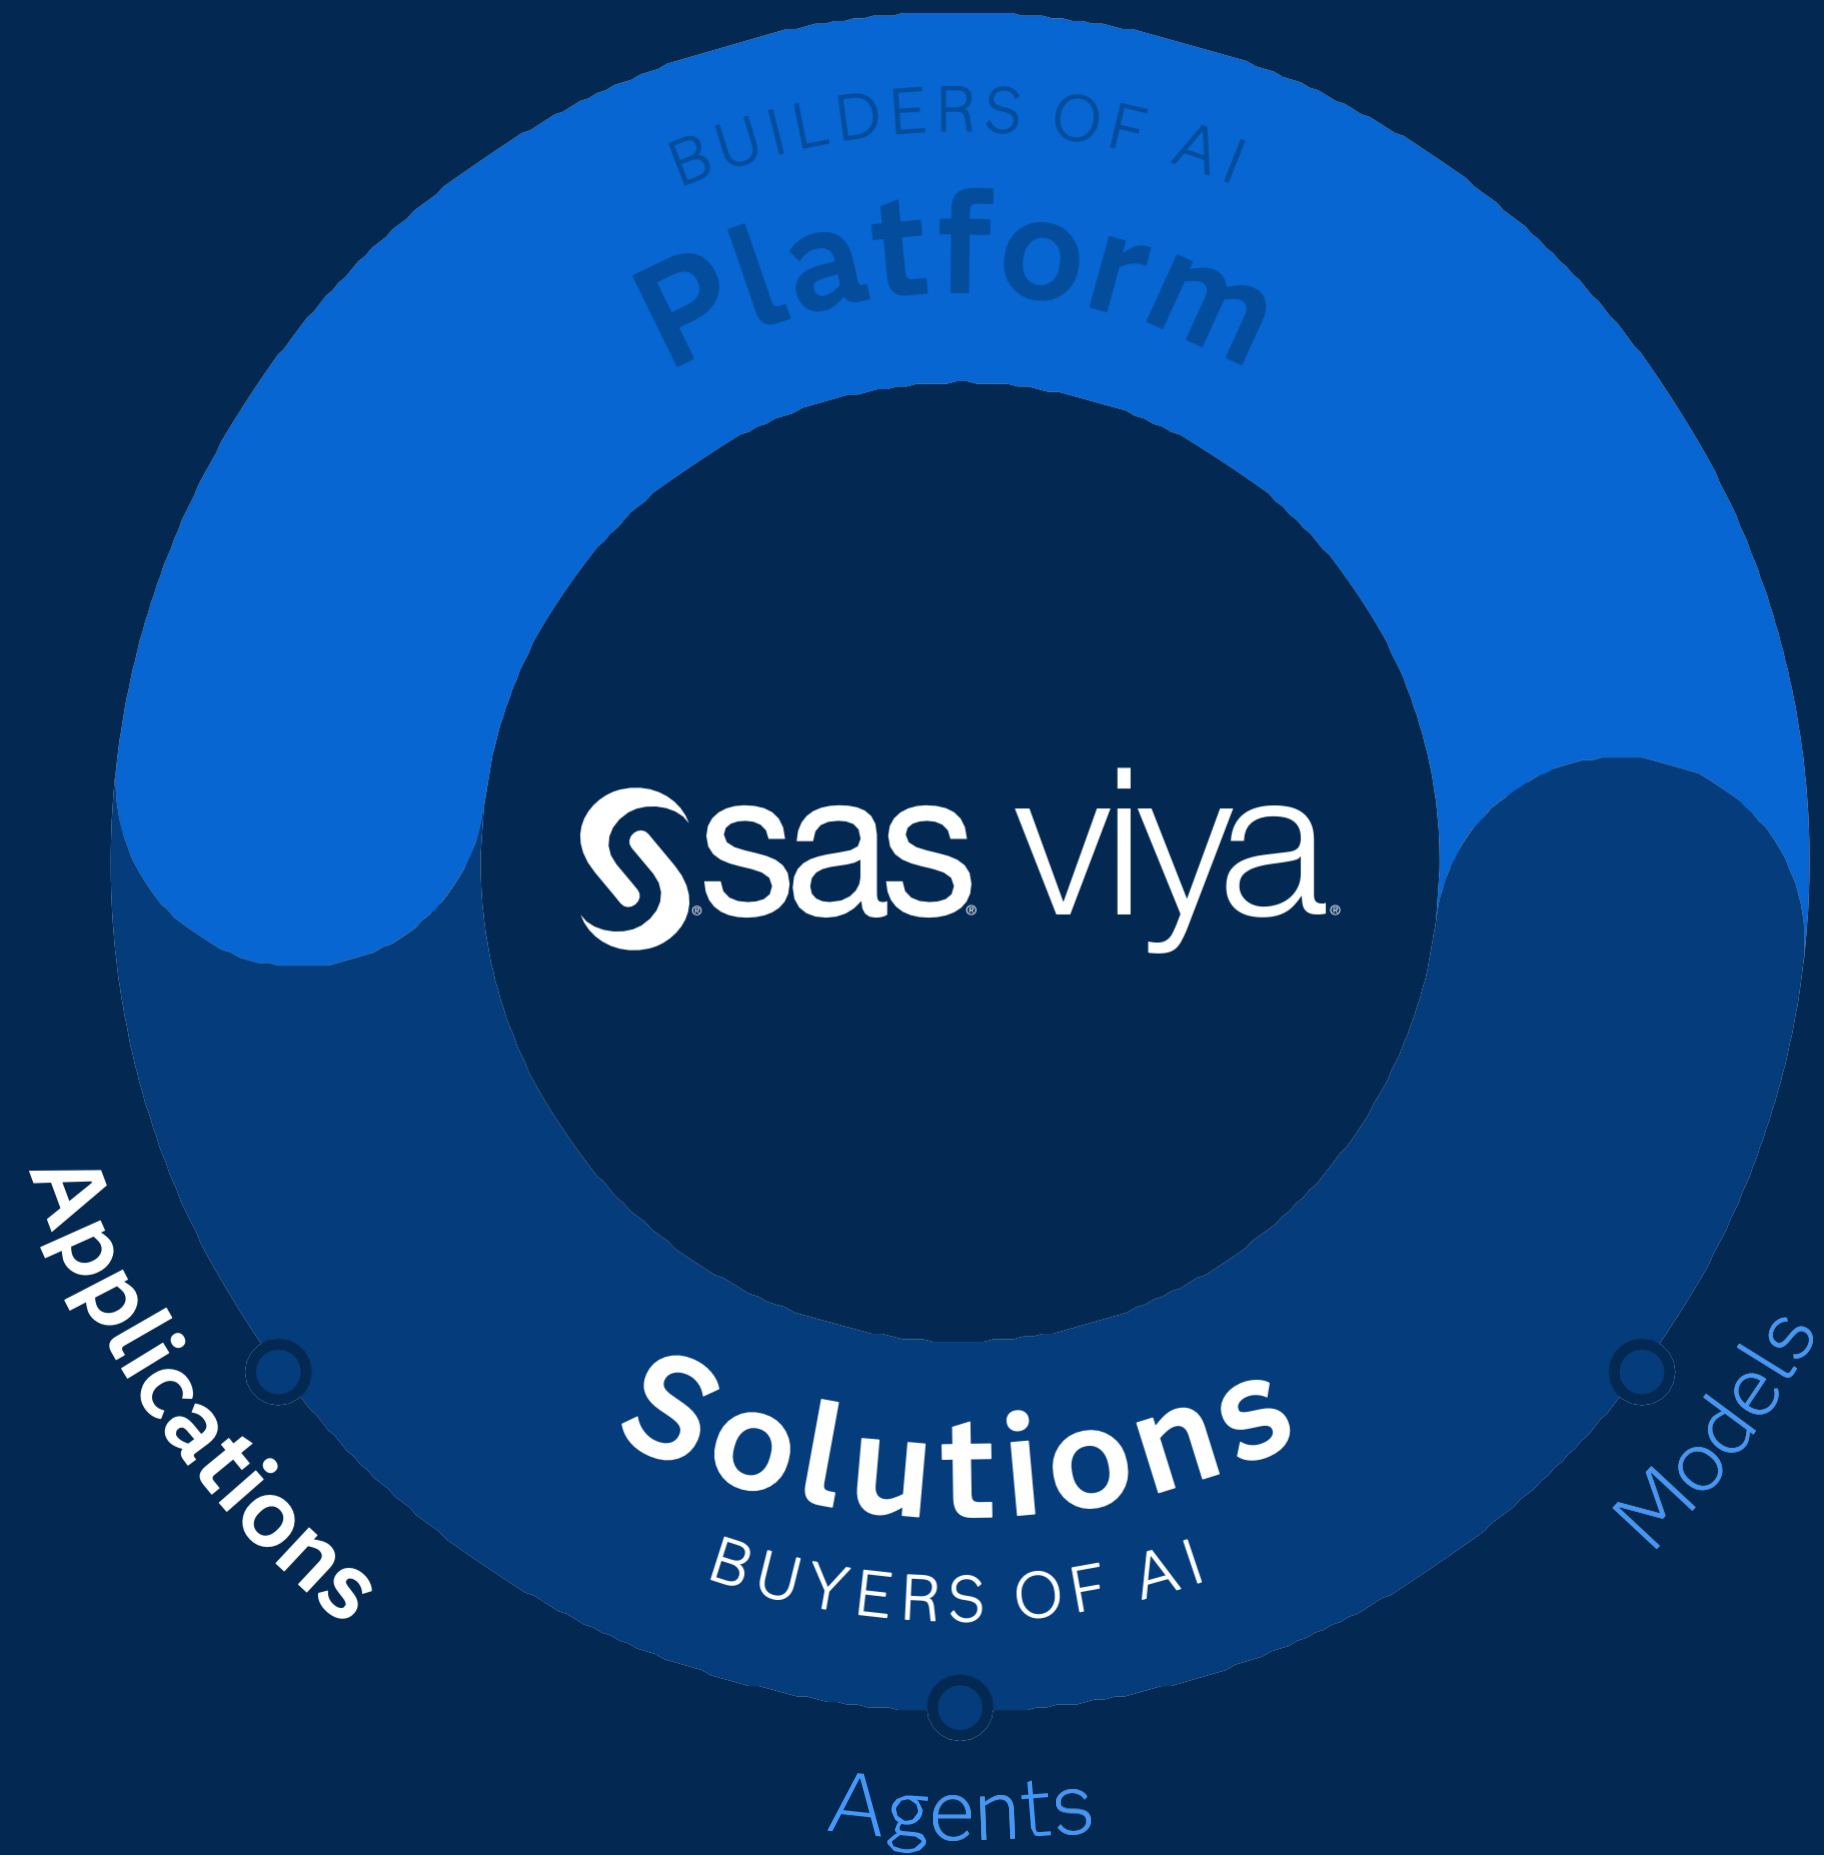 BUILDERS OF AI
Platform
sas viya
Applications
Solutions
BUYERS OF AI
Models
Agents